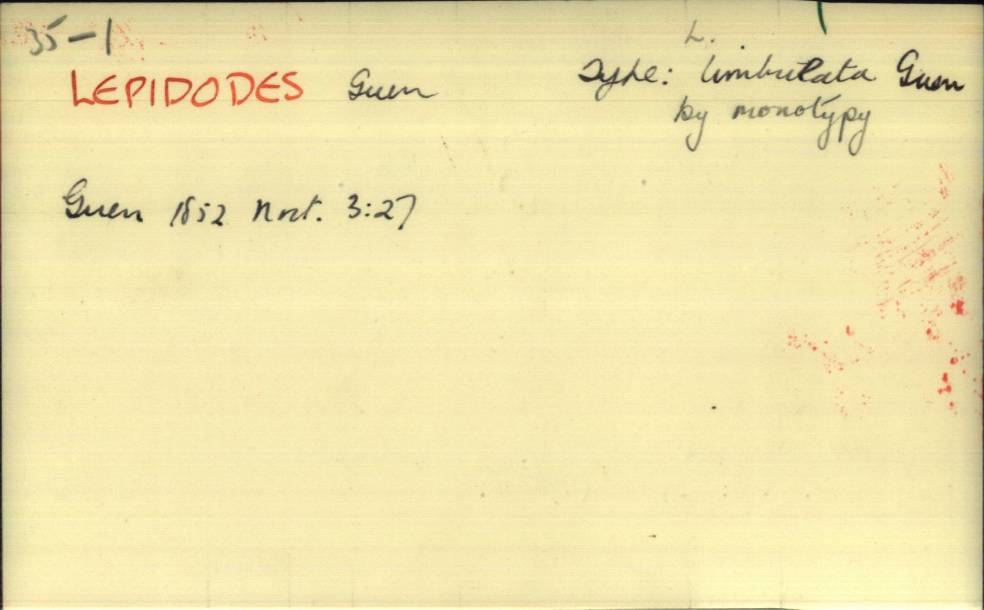 35-1
LEPIDODES Guen
L.
Type: limbulata Guen
by monotypy
Guen 1852 Noct. 3:27